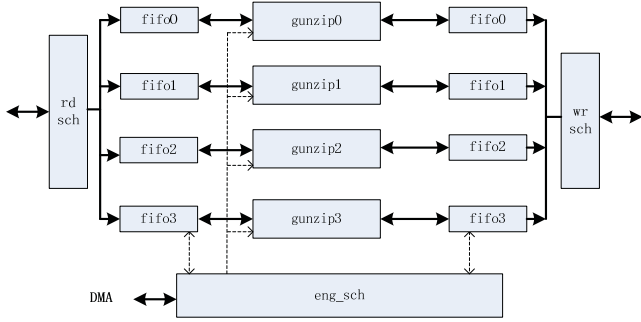 fifo0 gunzip0 fifo0
fifo1 gunzip1 fifo1
rd
sch
wr
sch
fifo2 gunzip2 fifo2
fifo3 gunzip3 fifo3
DMA eng_sch